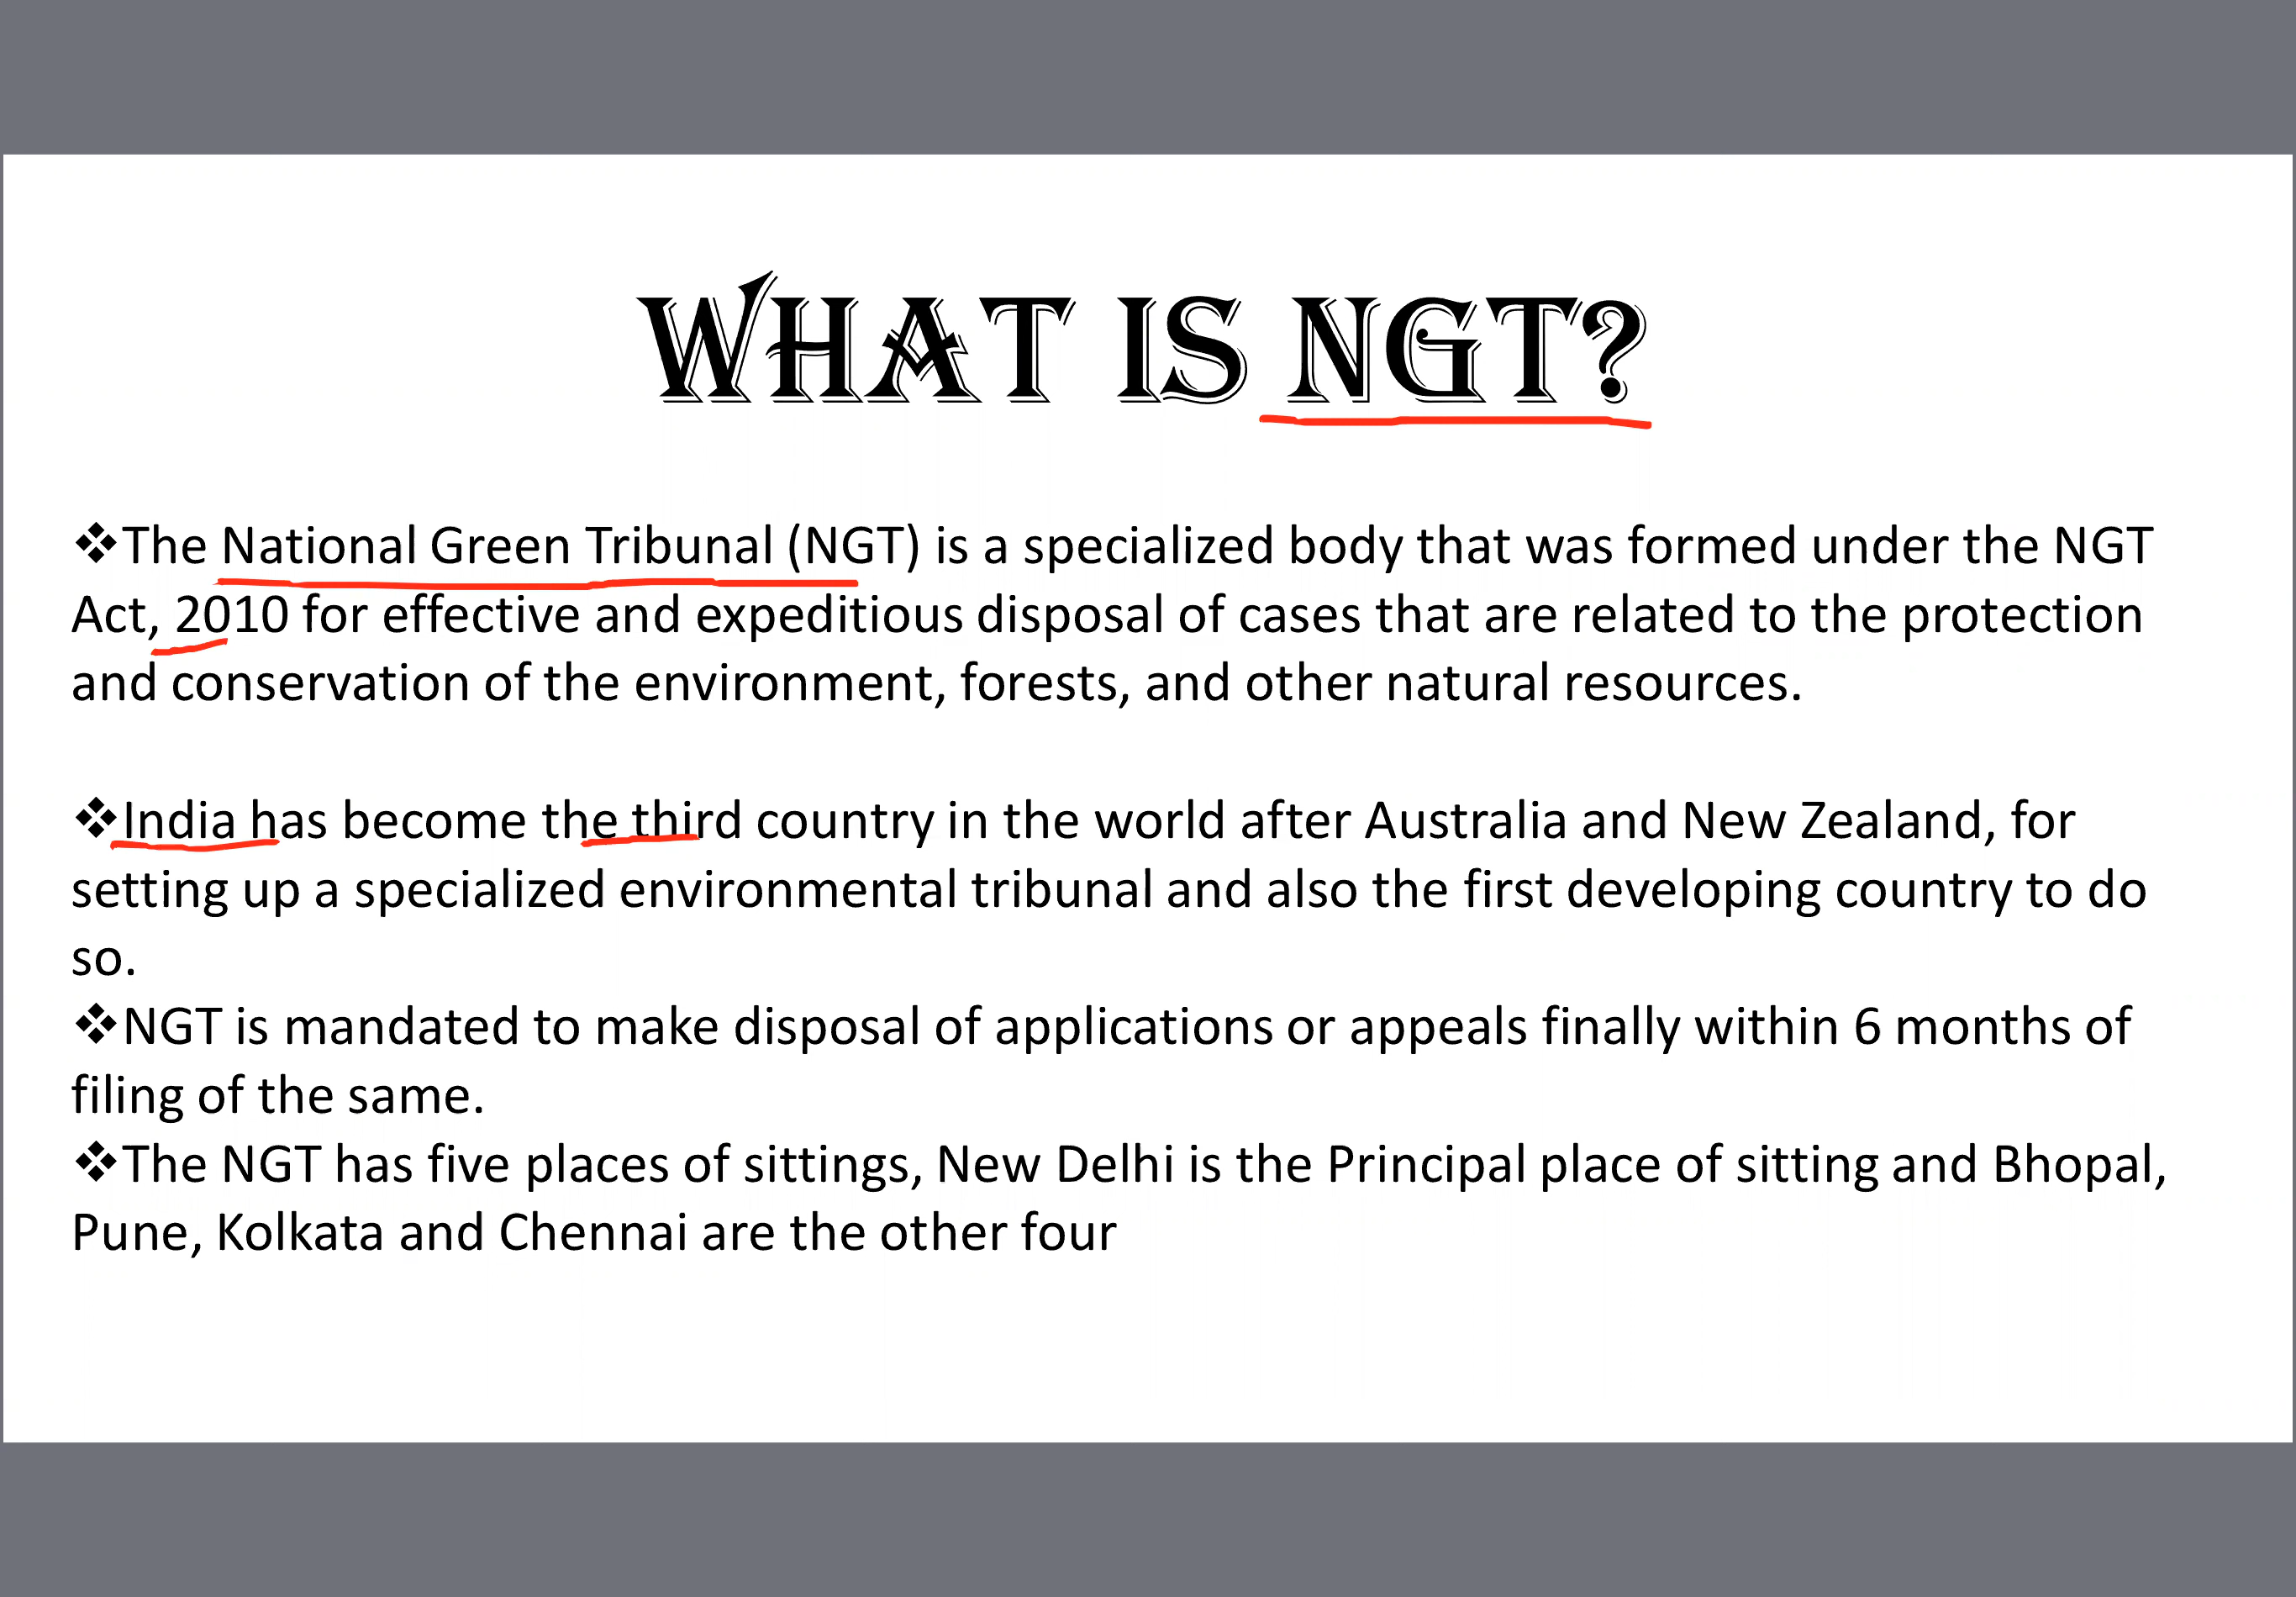 WHAT IS NGT?
❖The National Green Tribunal (NGT) is a specialized body that was formed under the NGT
Act, 2010 for effective and expeditious disposal of cases that are related to the protection
and conservation of the environment, forests, and other natural resources.
❖India has become the third country in the world after Australia and New Zealand, for
setting up a specialized environmental tribunal and also the first developing country to do
so.
❖NGT is mandated to make disposal of applications or appeals finally within 6 months of
filing of the same.
❖The NGT has five places of sittings, New Delhi is the Principal place of sitting and Bhopal,
Pune, Kolkata and Chennai are the other four